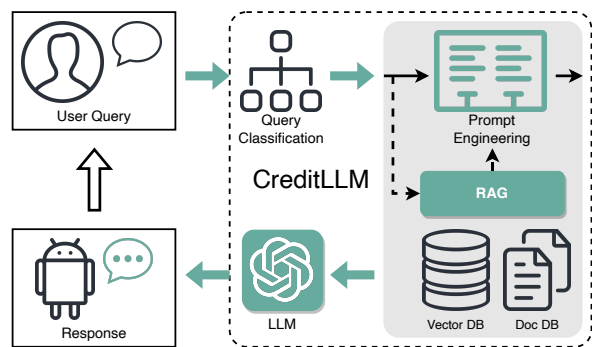 User Query
Query
Classification
Prompt
Engineering
CreditLLM
RAG
Response
LLM
Vector DB
Doc DB